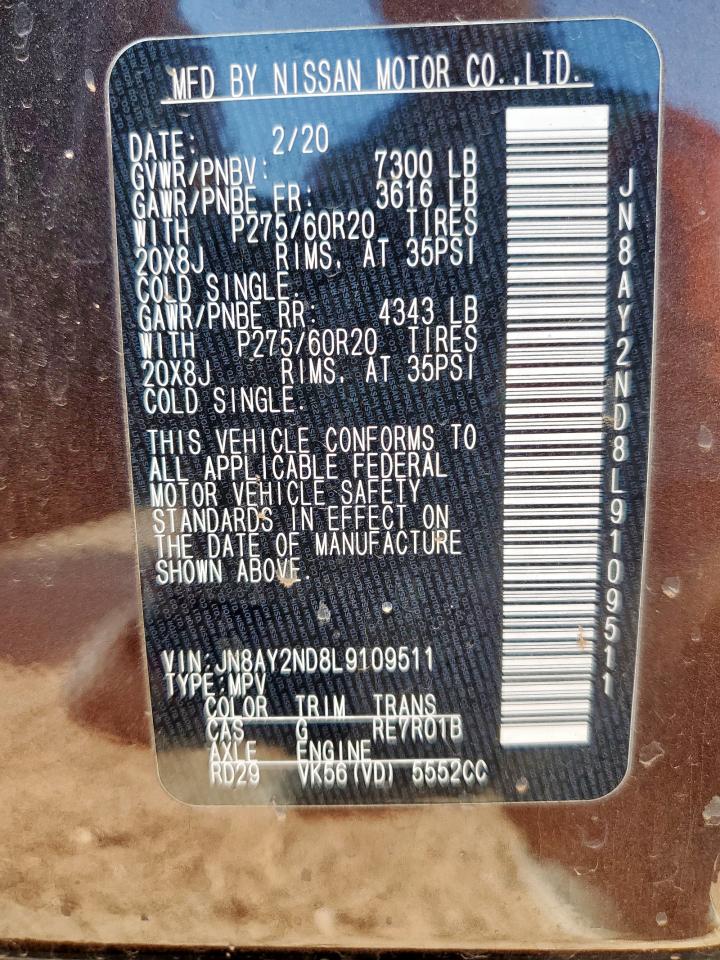 MFD BY NISSAN MOTOR CO.,LTD.
DATE: 2/20
GVWR/PNBV: 7300 LB
GAWR/PNBE FR: 3616 LB
WITH P275/60R20 TIRES
20X8J RIMS, AT 35PSI
COLD SINGLE.
GAWR/PNBE RR: 4343 LB
WITH P275/60R20 TIRES
20X8J RIMS, AT 35PSI
COLD SINGLE.
THIS VEHICLE CONFORMS TO
ALL APPLICABLE FEDERAL
MOTOR VEHICLE SAFETY
STANDARDS IN EFFECT ON
THE DATE OF MANUFACTURE
SHOWN ABOVE.
VIN:JN8AY2ND8L9109511
TYPE:MPV
COLOR TRIM TRANS
CAS G RE7R01B
AXLE ENGINE
RD29 VK56(VD) 5552CC
JN8AY2ND8L9109511